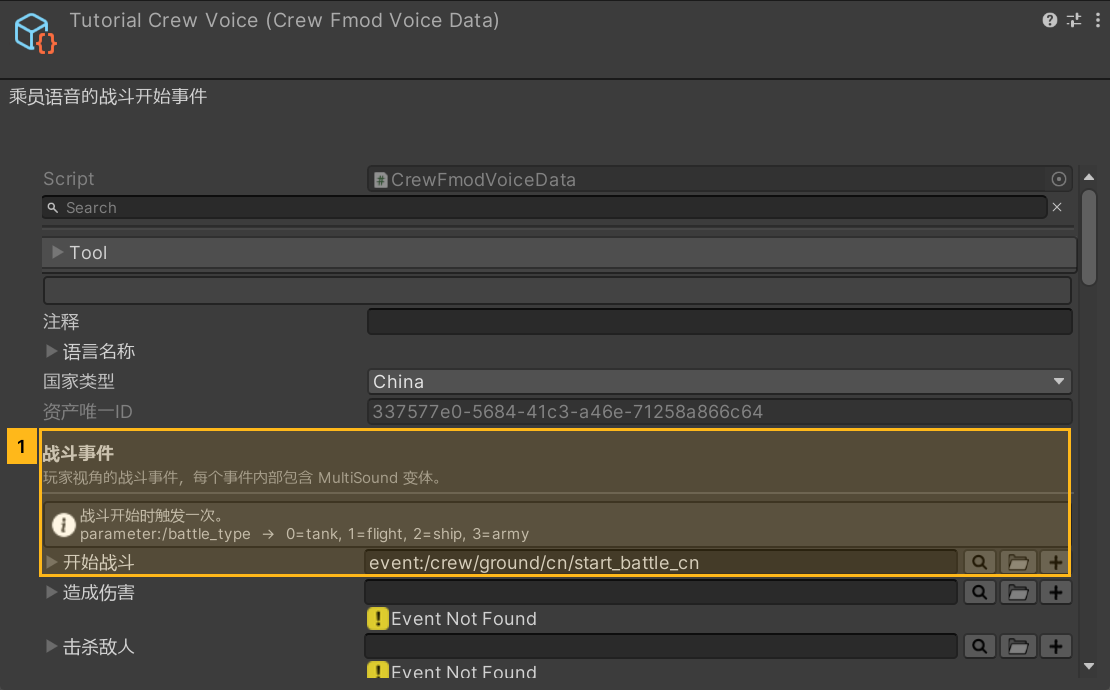 Tutorial Crew Voice (Crew Fmod Voice Data)
乘员语音的战斗开始事件
Script
CrewFmodVoiceData
Search
Tool
注释
语言名称
国家类型
China
资产唯一ID
337577e0-5684-41c3-a46e-71258a866c64
1
战斗事件
玩家视角的战斗事件，每个事件内部包含 MultiSound 变体。
战斗开始时触发一次。
parameter:/battle_type → 0=tank, 1=flight, 2=ship, 3=army
开始战斗
event:/crew/ground/cn/start_battle_cn
造成伤害
Event Not Found
击杀敌人
Event Not Found